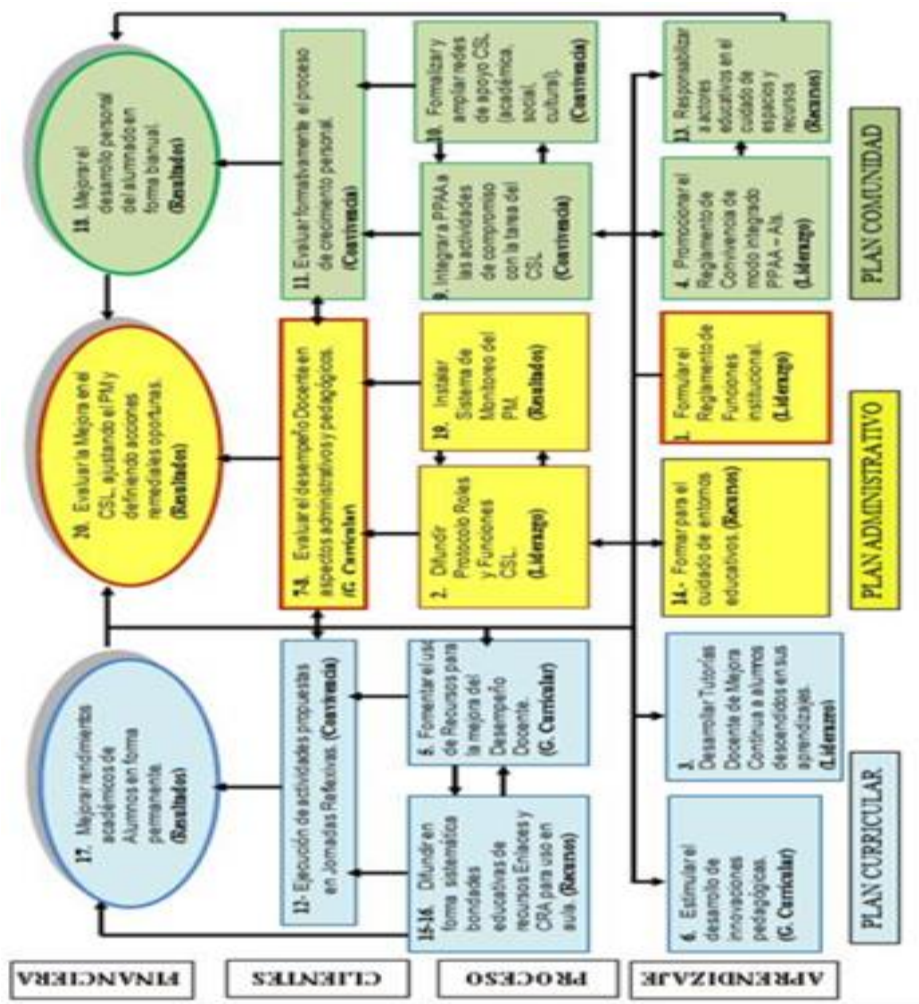 FINANCIERA
17. Mejorar rendimientos
académicos de
Alumnos en forma
permanente.
(Resultados)
20. Evaluar la Mejora en el
CSL, ajustando el PM y
definiendo acciones
remediales oportunas.
(Resultados)
18. Mejorar el
desarrollo personal
del alumnado en
forma bianual.
(Resultados)
CLIENTES
12- Ejecución de actividades propuestas
en Jornadas Reflexivas. (Convivencia)
7-8. Evaluar el desempeño Docente en
aspectos administrativos y pedagógicos.
(G. Curricular)
11. Evaluar formativamente el proceso
de crecimiento personal.
(Convivencia)
PROCESO
15-16. Difundir en
forma sistemática
bondades
educativas de
recursos Enlaces y
CRA para uso en
aula. (Recursos)
5. Fomentar el uso
de Recursos para
la mejora del
Desempeño
Docente.
(G. Curricular)
2. Difundir
Protocolo Roles
y Funciones
CSL.
(Liderazgo)
19. Instalar
Sistema de
Monitoreo del
PM.
(Resultados)
9. Integrar a PPAA a
las actividades
de compromiso
con la tarea del
CSL
(Convivencia)
10. Formalizar y
ampliar redes
de apoyo CSL
(académica,
social,
cultural).
(Convivencia)
APRENDIZAJE
6. Estimular el
desarrollo de
innovaciones
pedagógicas.
(G. Curricular)
3.
Desarrollar Tutorías
Docente de Mejora
Continua a alumnos
descendidos en sus
aprendizajes.
(Liderazgo)
14.- Formar para el
cuidado de entornos
educativos. (Recursos)
1. Formular el
Reglamento de
Funciones
institucional.
(Liderazgo)
4. Promocionar el
Reglamento de
Convivencia de
modo integrado
PPAA – Als.
(Liderazgo)
13. Responsabilizar
a actores
educativos en el
cuidado de
espacios y
recursos
(Recursos)
PLAN CURRICULAR
PLAN ADMINISTRATIVO
PLAN COMUNIDAD